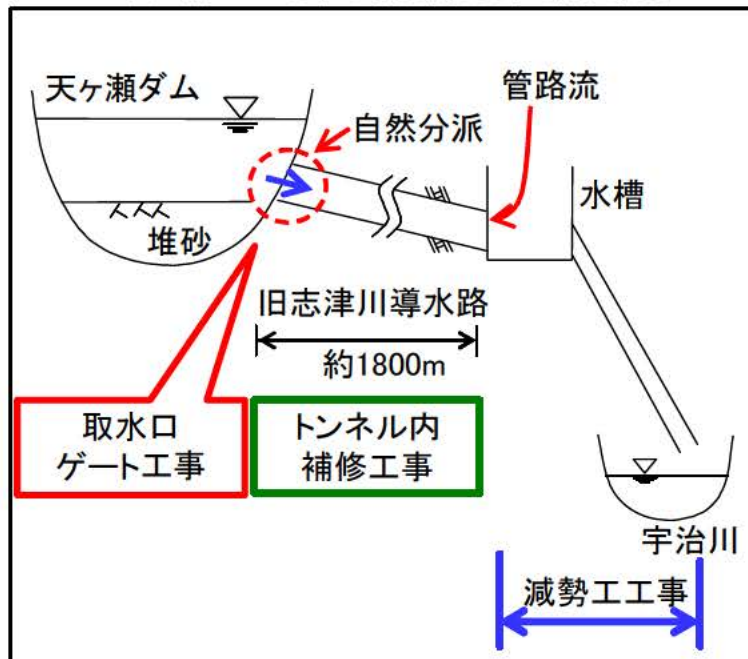 天ヶ瀬ダム
管路流
自然分派
水槽
堆砂
旧志津川導水路
約1800m
取水口
ゲート工事
トンネル内
補修工事
宇治川
減勢工工事